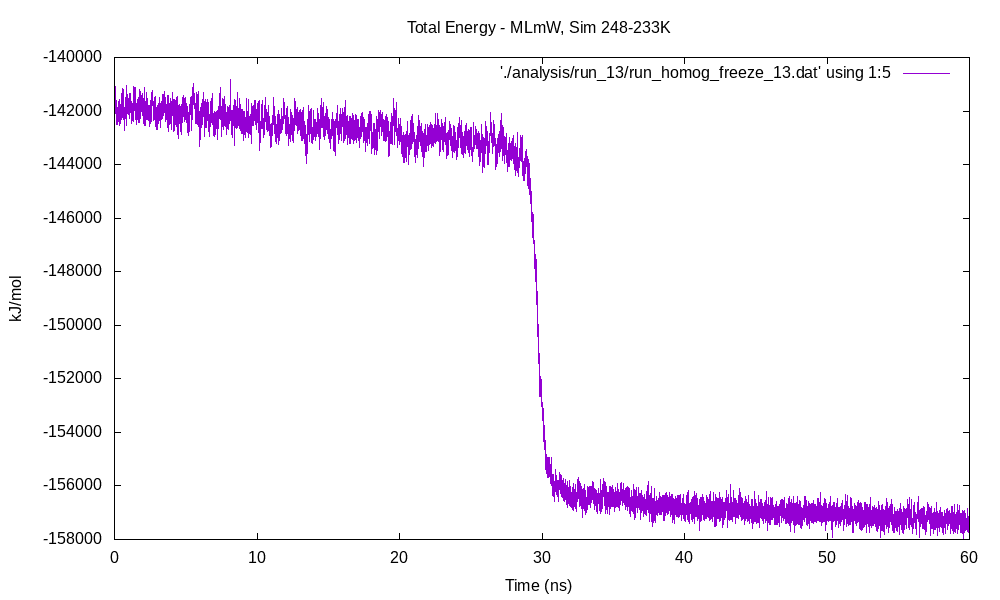 Total Energy - MLmW, Sim 248-233K
'./analysis/run_13/run_homog_freeze_13.dat' using 1:5
-140000
-142000
-144000
-146000
-148000
-150000
-152000
-154000
-156000
-158000
kJ/mol
0 10 20 30 40 50 60
Time (ns)